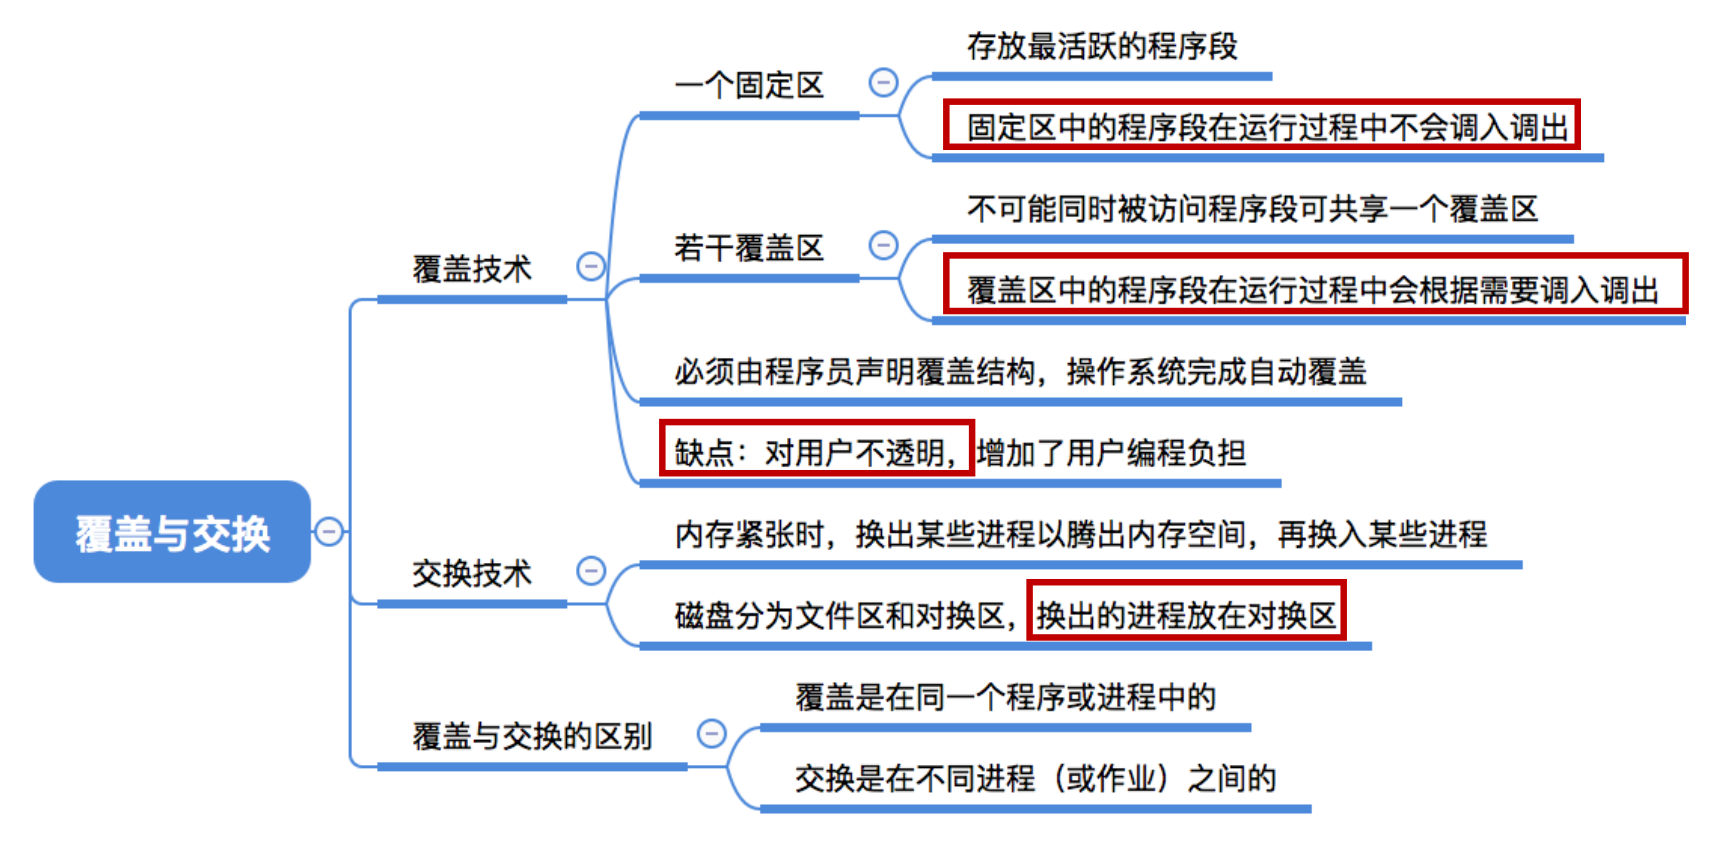 存放最活跃的程序段
一个固定区
固定区中的程序段在运行过程中不会调入调出
不可能同时被访问程序段可共享一个覆盖区
若干覆盖区
覆盖技术
覆盖区中的程序段在运行过程中会根据需要调入调出
必须由程序员声明覆盖结构，操作系统完成自动覆盖
缺点：对用户不透明，增加了用户编程负担
覆盖与交换
内存紧张时，换出某些进程以腾出内存空间，再换入某些进程
交换技术
磁盘分为文件区和对换区，换出的进程放在对换区
覆盖是在同一个程序或进程中的
覆盖与交换的区别
交换是在不同进程（或作业）之间的